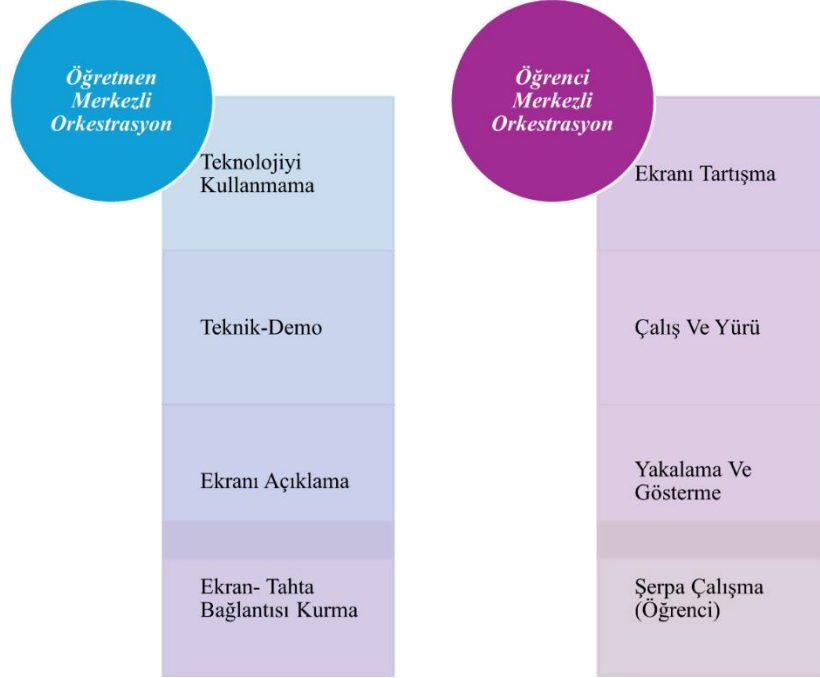 Öğretmen
Merkezli
Orkestrasyon
Teknolojiyi
Kullanmama
Teknik-Demo
Ekranı Açıklama
Ekran- Tahta
Bağlantısı Kurma
Öğrenci
Merkezli
Orkestrasyon
Ekranı Tartışma
Çalış Ve Yürü
Yakalama Ve
Gösterme
Şerpa Çalışma
(Öğrenci)